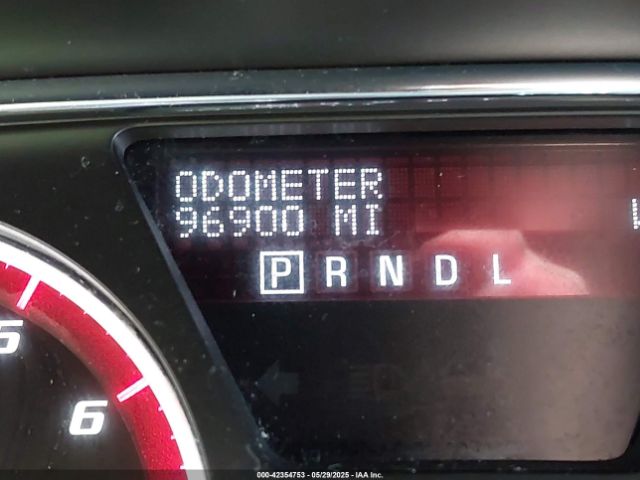 ODOMETER
96900 MI
P R N D L
5
6
000-42354753 - 05/29/2025 - IAA Inc.